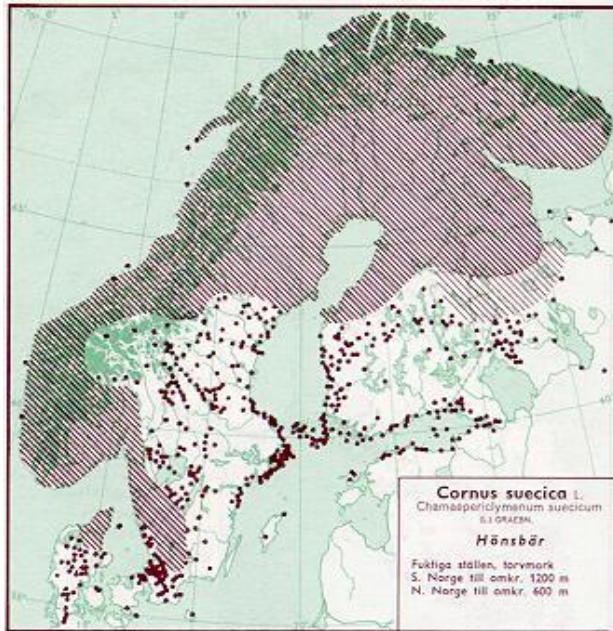 Cornus suecica L.
Chamaepericlymenum suecicum
(L.) GRAEBN.
Hönsbär
Fuktiga ställen, torvmark
S. Norge till omkr. 1200 m
N. Norge till omkr. 600 m